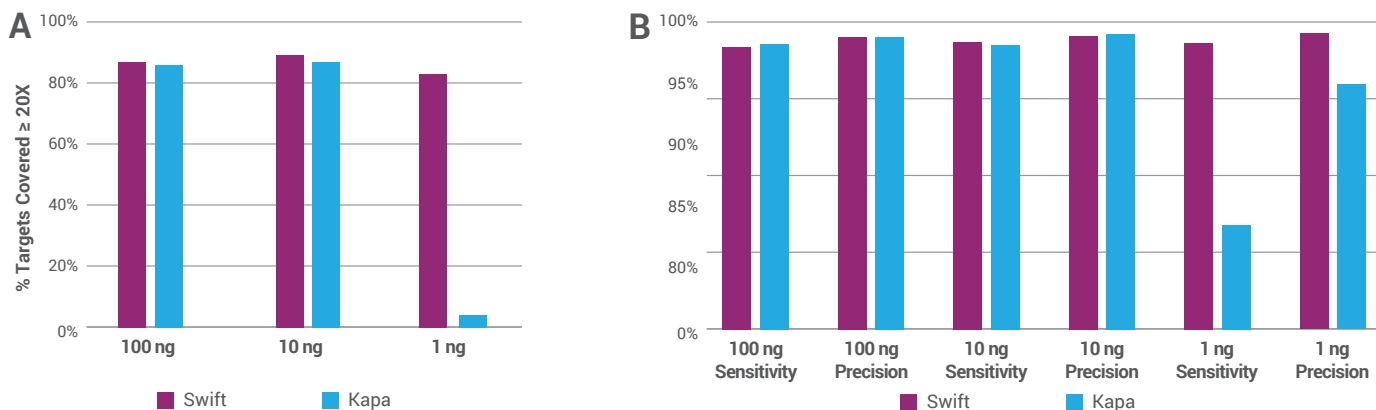 A
% Targets Covered ≥ 20X
100%
80%
60%
40%
20%
0%
100 ng
10 ng
1 ng
Swift
Kapa
B
100%
95%
90%
85%
80%
0%
100 ng
Sensitivity
100 ng
Precision
10 ng
Sensitivity
10 ng
Precision
1 ng
Sensitivity
1 ng
Precision
Swift
Kapa